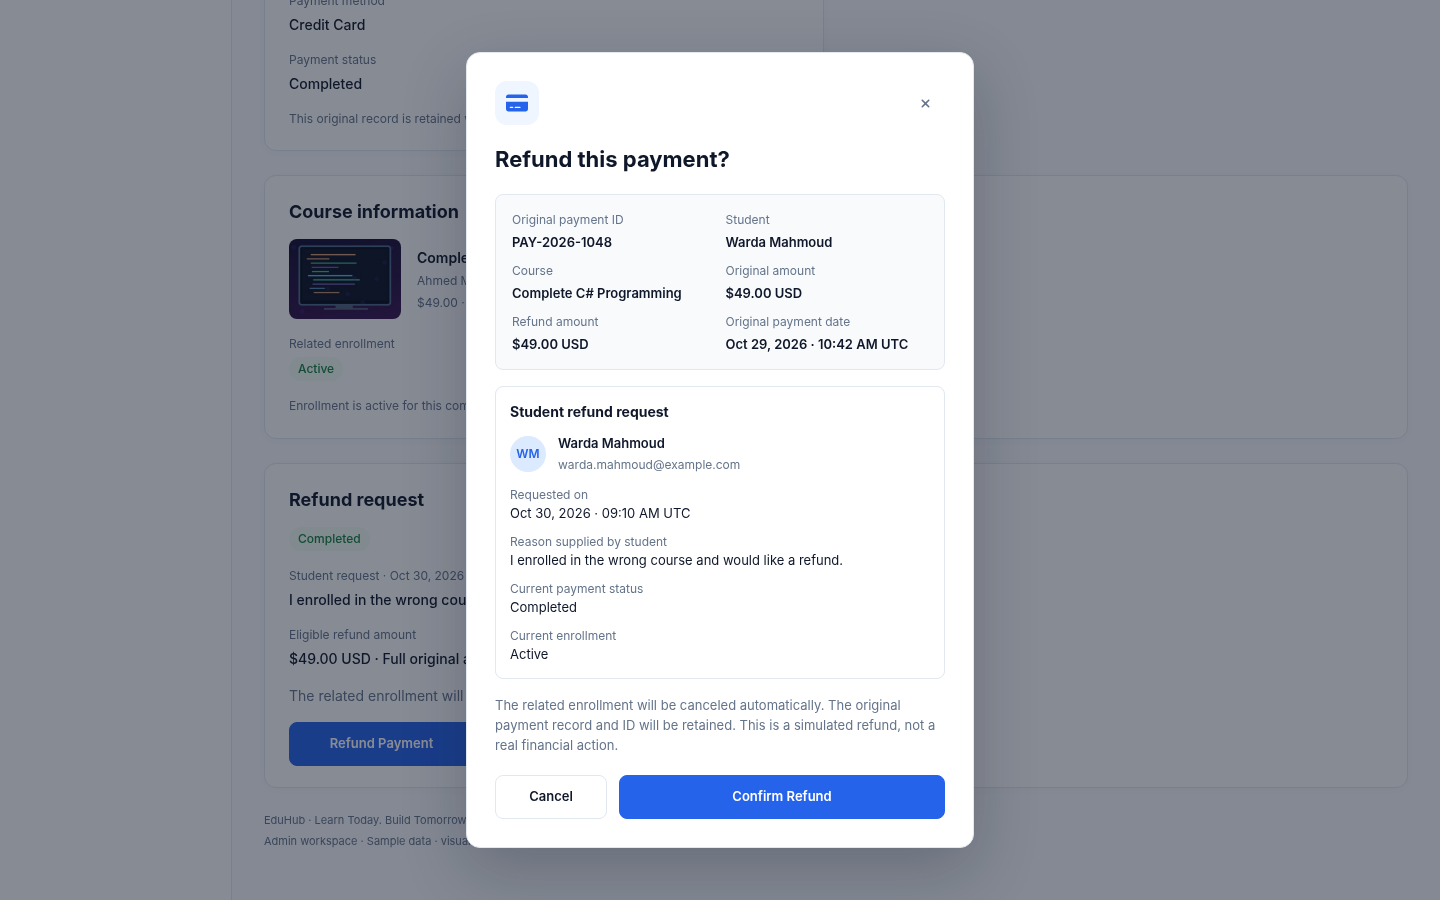 Payment method
Credit Card
Payment status
Completed
This original record is retained
Course information
Comple
Ahmed M
$49.00 ·
Related enrollment
Active
Enrollment is active for this con
Refund request
Completed
Student request · Oct 30, 2026
I enrolled in the wrong cou
Eligible refund amount
$49.00 USD · Full original a
The related enrollment will
Refund Payment
EduHub · Learn Today. Build Tomorrow
Admin workspace · Sample data · visua
×
Refund this payment?
Original payment ID
PAY-2026-1048
Student
Warda Mahmoud
Course
Complete C# Programming
Original amount
$49.00 USD
Refund amount
$49.00 USD
Original payment date
Oct 29, 2026 · 10:42 AM UTC
Student refund request
WM
Warda Mahmoud
warda.mahmoud@example.com
Requested on
Oct 30, 2026 · 09:10 AM UTC
Reason supplied by student
I enrolled in the wrong course and would like a refund.
Current payment status
Completed
Current enrollment
Active
The related enrollment will be canceled automatically. The original
payment record and ID will be retained. This is a simulated refund, not a
real financial action.
Cancel
Confirm Refund